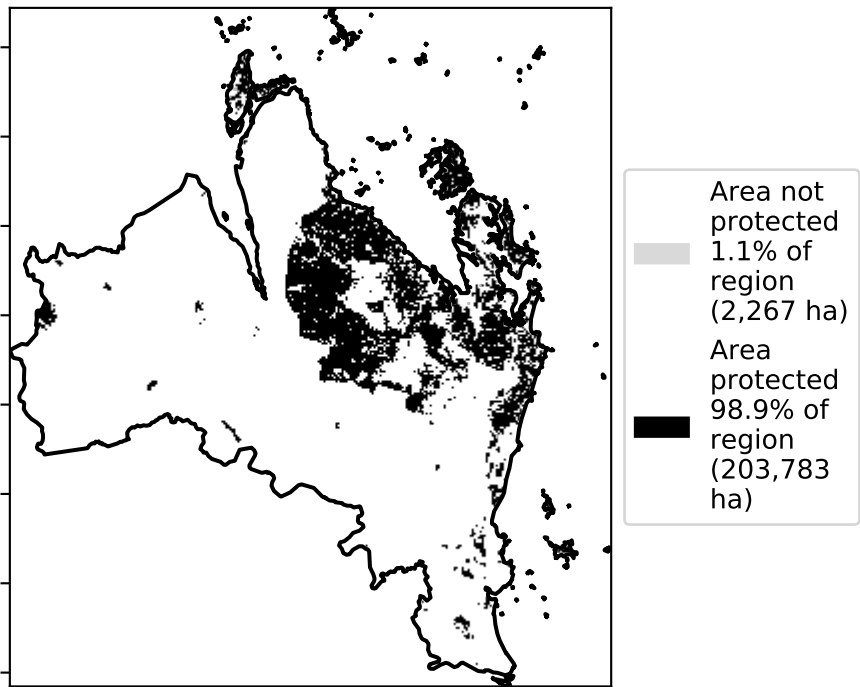 Area not
protected
1.1% of
region
(2,267 ha)
Area
protected
98.9% of
region
(203,783
ha)